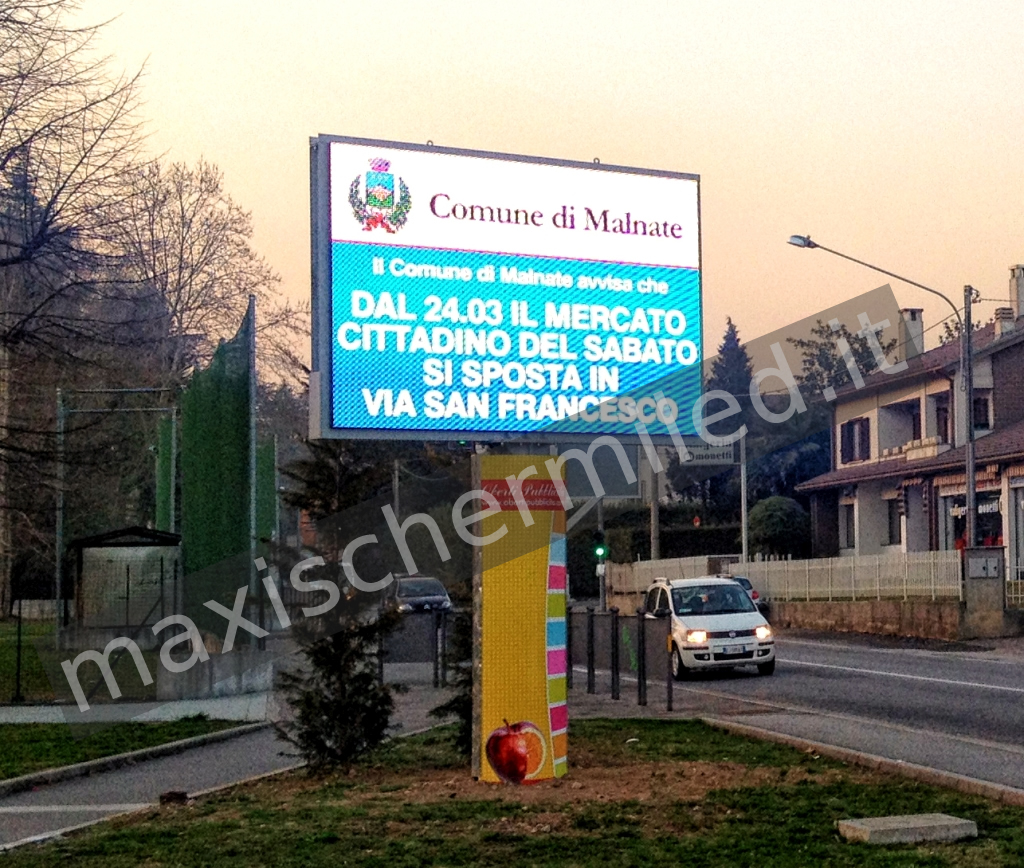 Comune di Malnate
Il Comune di Malnate avvisa che
DAL 24.03 IL MERCATO
CITTADINO DEL SABATO
SI SPOSTA IN
VIA SAN FRANCESCO
maxischermiled.it